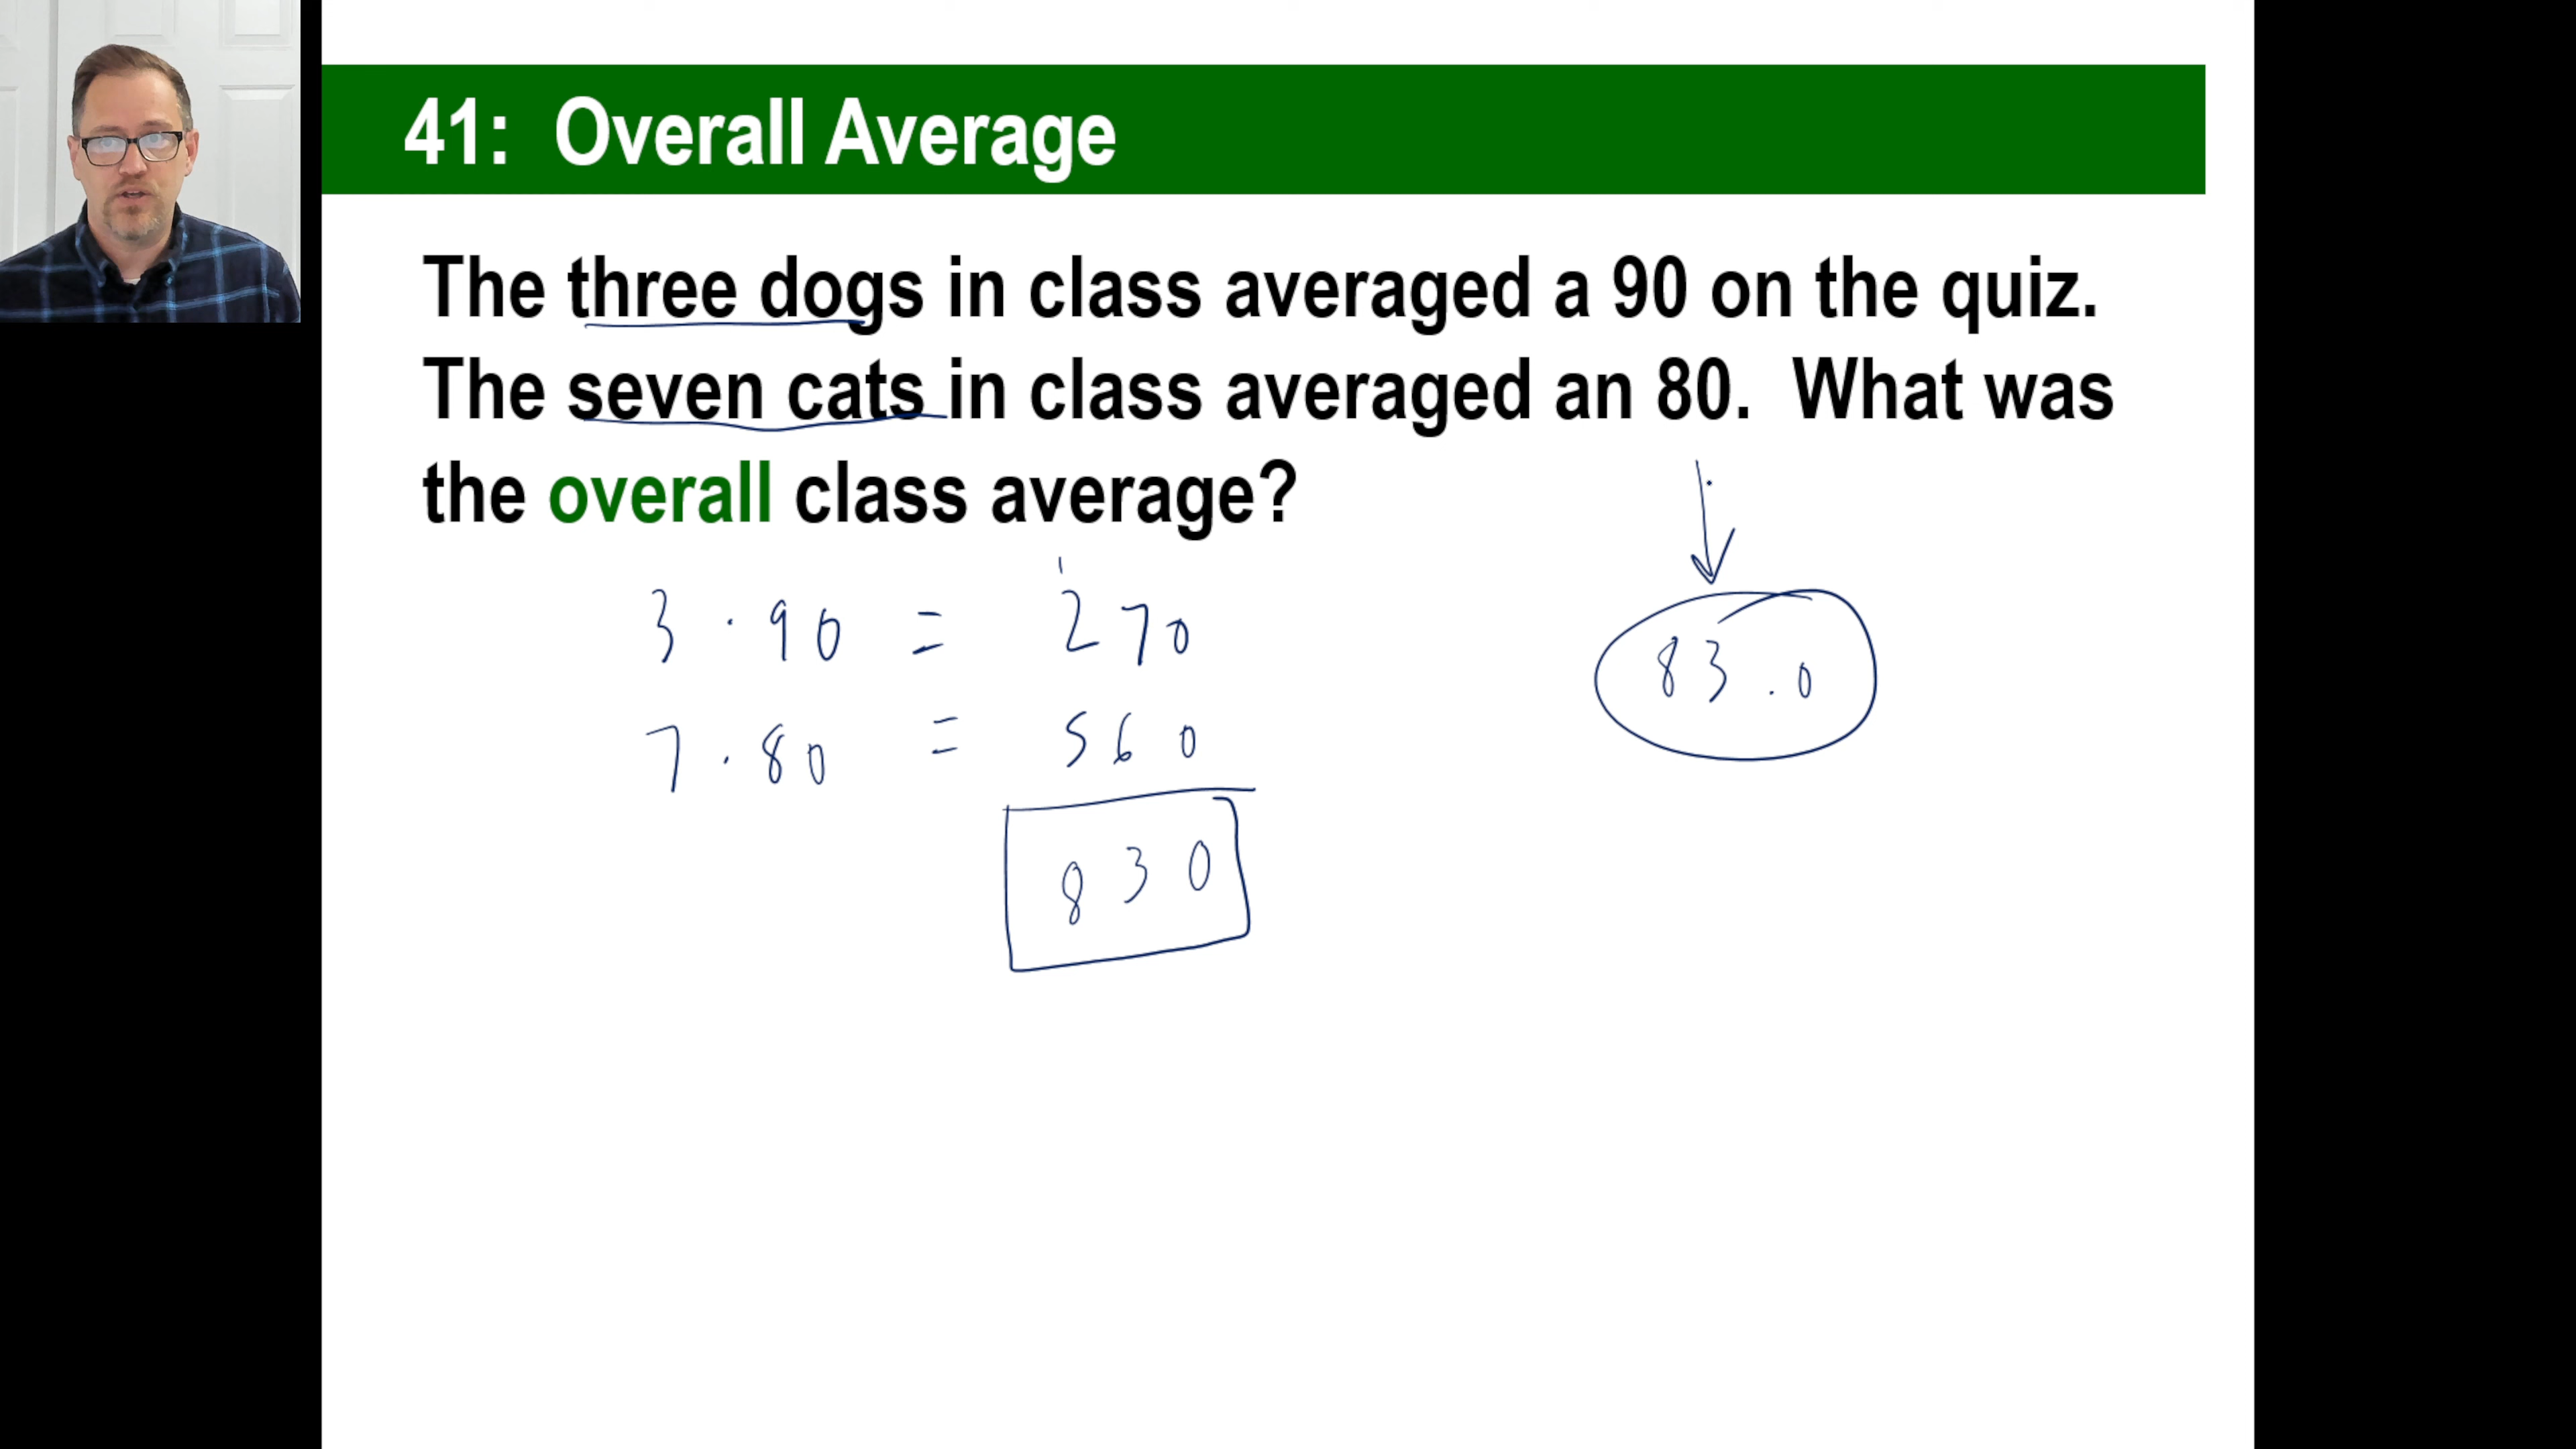 41: Overall Average
The three dogs in class averaged a 90 on the quiz.
The seven cats in class averaged an 80. What was
the overall class average?
1
3 · 90 = 270
7 · 80 = 560
830
83.0